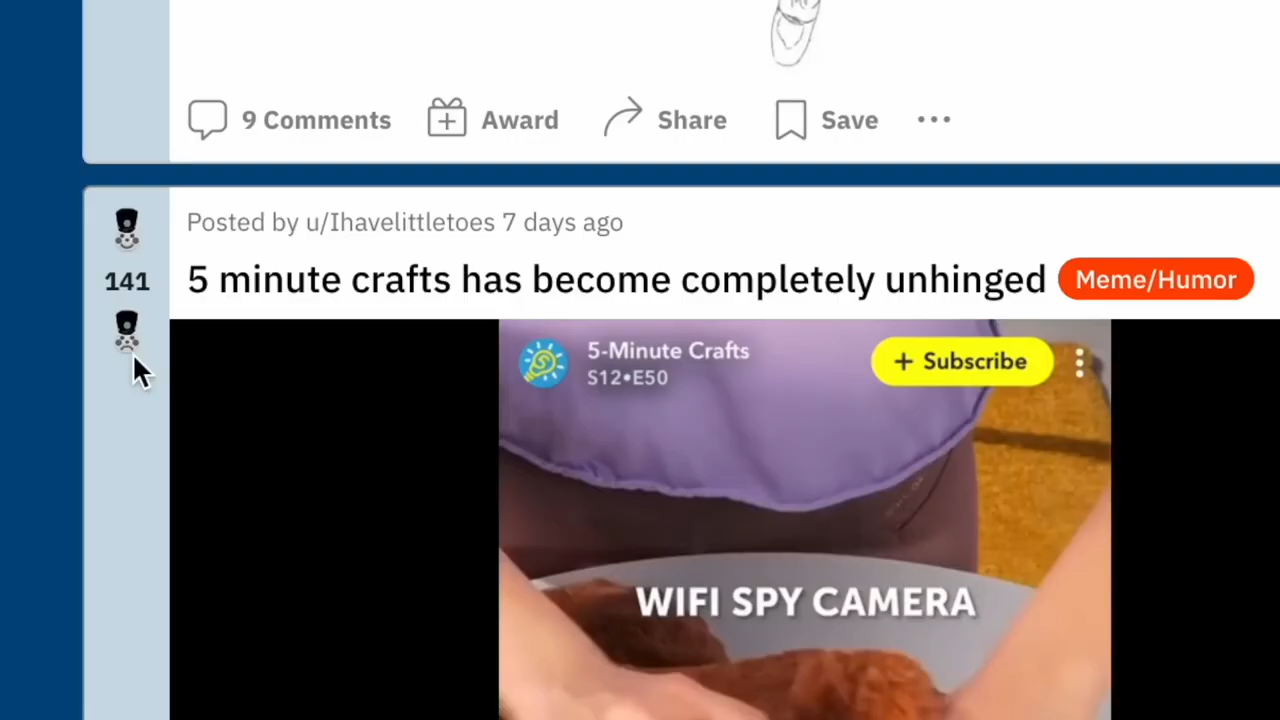 9 Comments
Award
Share
Save
Posted by u/Ihavelittletoes 7 days ago
141
5 minute crafts has become completely unhinged
Meme/Humor
5-Minute Crafts
S12•E50
+ Subscribe
WIFI SPY CAMERA